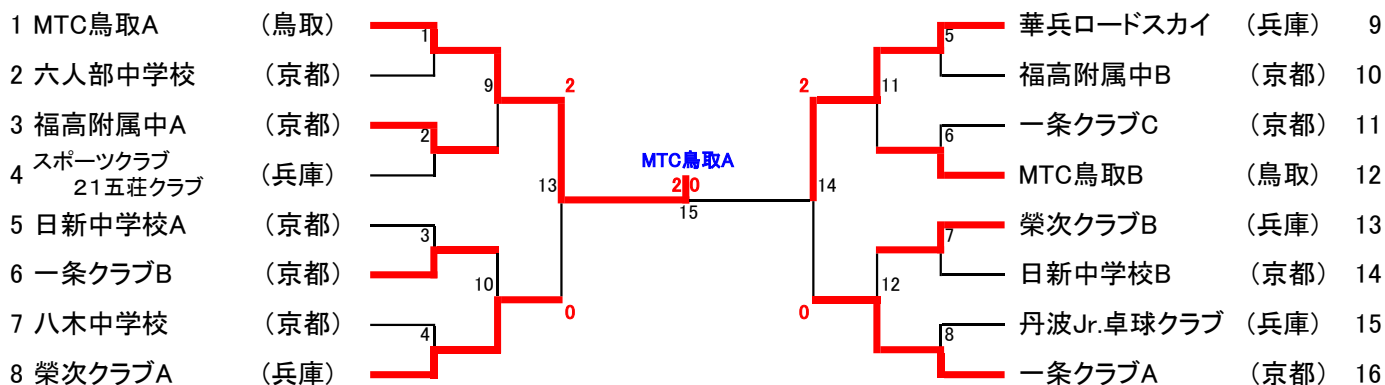 1 MTC鳥取A （鳥取）
2 六人部中学校 （京都）
3 福高附属中A （京都）
4 スポーツクラブ
２１五荘クラブ （兵庫）
5 日新中学校A （京都）
6 一条クラブB （京都）
7 八木中学校 （京都）
8 榮次クラブA （兵庫）
1
2
3
4
9
10
2
13
0
MTC鳥取A
2 0
15
2
14
0
11
12
5
6
7
8
華兵ロードスカイ （兵庫） 9
福高附属中B （京都） 10
一条クラブC （京都） 11
MTC鳥取B （鳥取） 12
榮次クラブB （兵庫） 13
日新中学校B （京都） 14
丹波Jr.卓球クラブ （兵庫） 15
一条クラブA （京都） 16